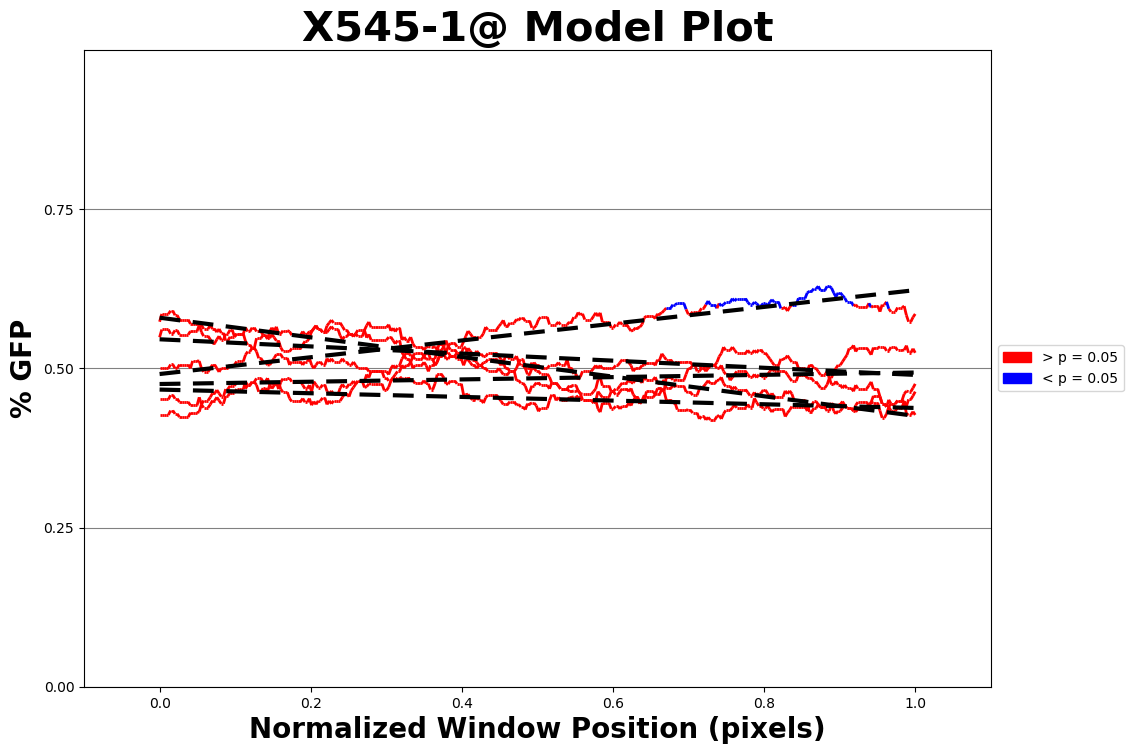 X545-1@ Model Plot
% GFP
0.75
0.50
0.25
0.00
0.0 0.2 0.4 0.6 0.8 1.0
Normalized Window Position (pixels)
> p = 0.05
< p = 0.05